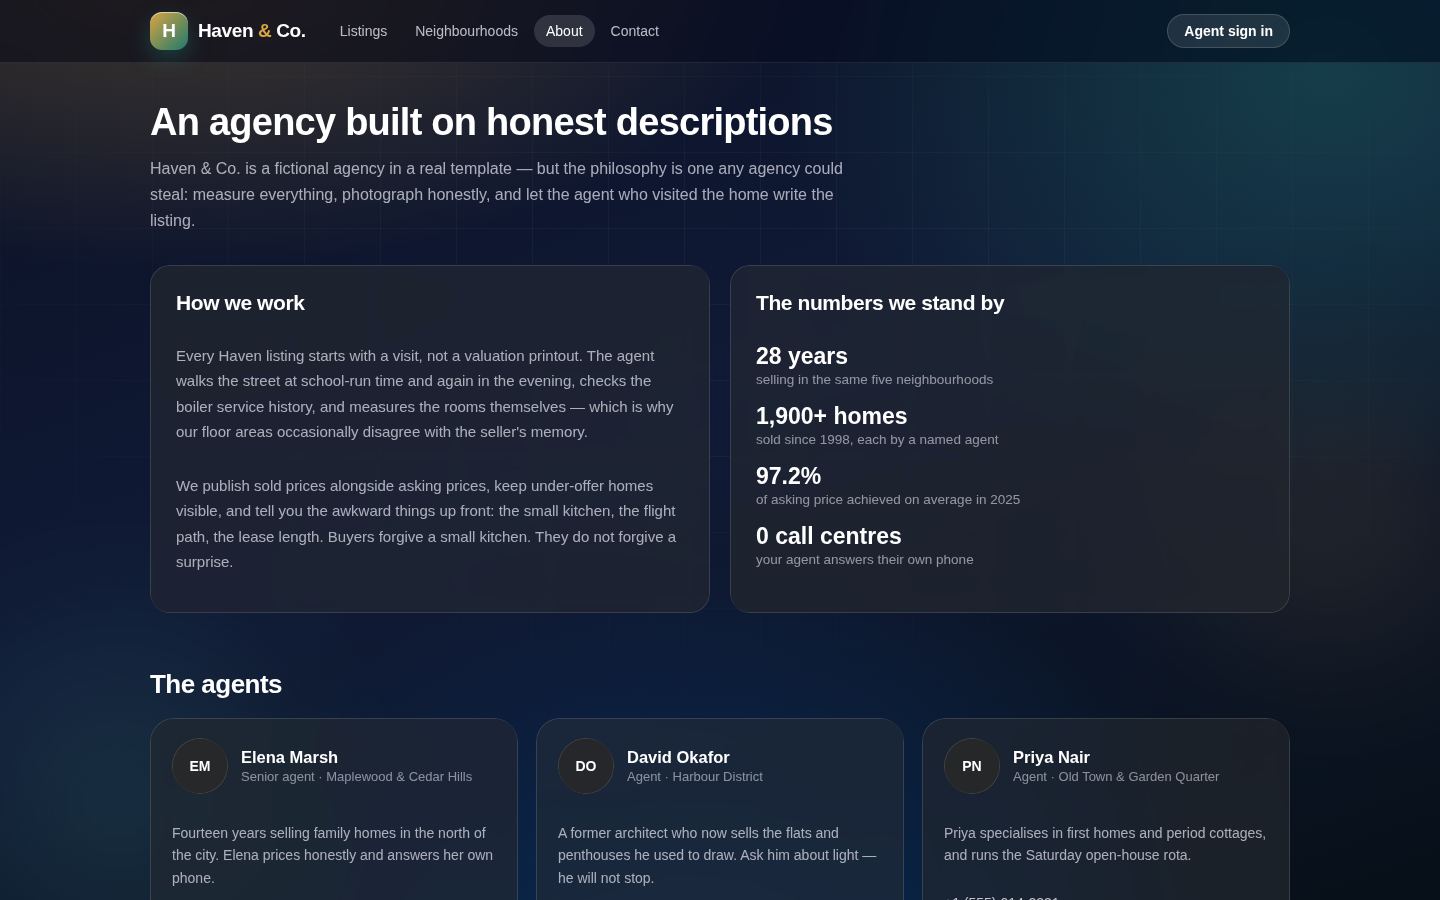 H
Haven & Co.
Listings
Neighbourhoods
About
Contact
Agent sign in
An agency built on honest descriptions
Haven & Co. is a fictional agency in a real template — but the philosophy is one any agency could
steal: measure everything, photograph honestly, and let the agent who visited the home write the
listing.
How we work
Every Haven listing starts with a visit, not a valuation printout. The agent
walks the street at school-run time and again in the evening, checks the
boiler service history, and measures the rooms themselves — which is why
our floor areas occasionally disagree with the seller's memory.
We publish sold prices alongside asking prices, keep under-offer homes
visible, and tell you the awkward things up front: the small kitchen, the flight
path, the lease length. Buyers forgive a small kitchen. They do not forgive a
surprise.
The numbers we stand by
28 years
selling in the same five neighbourhoods
1,900+ homes
sold since 1998, each by a named agent
97.2%
of asking price achieved on average in 2025
0 call centres
your agent answers their own phone
The agents
EM
Elena Marsh
Senior agent · Maplewood & Cedar Hills
Fourteen years selling family homes in the north of
the city. Elena prices honestly and answers her own
phone.
DO
David Okafor
Agent · Harbour District
A former architect who now sells the flats and
penthouses he used to draw. Ask him about light —
he will not stop.
PN
Priya Nair
Agent · Old Town & Garden Quarter
Priya specialises in first homes and period cottages,
and runs the Saturday open-house rota.